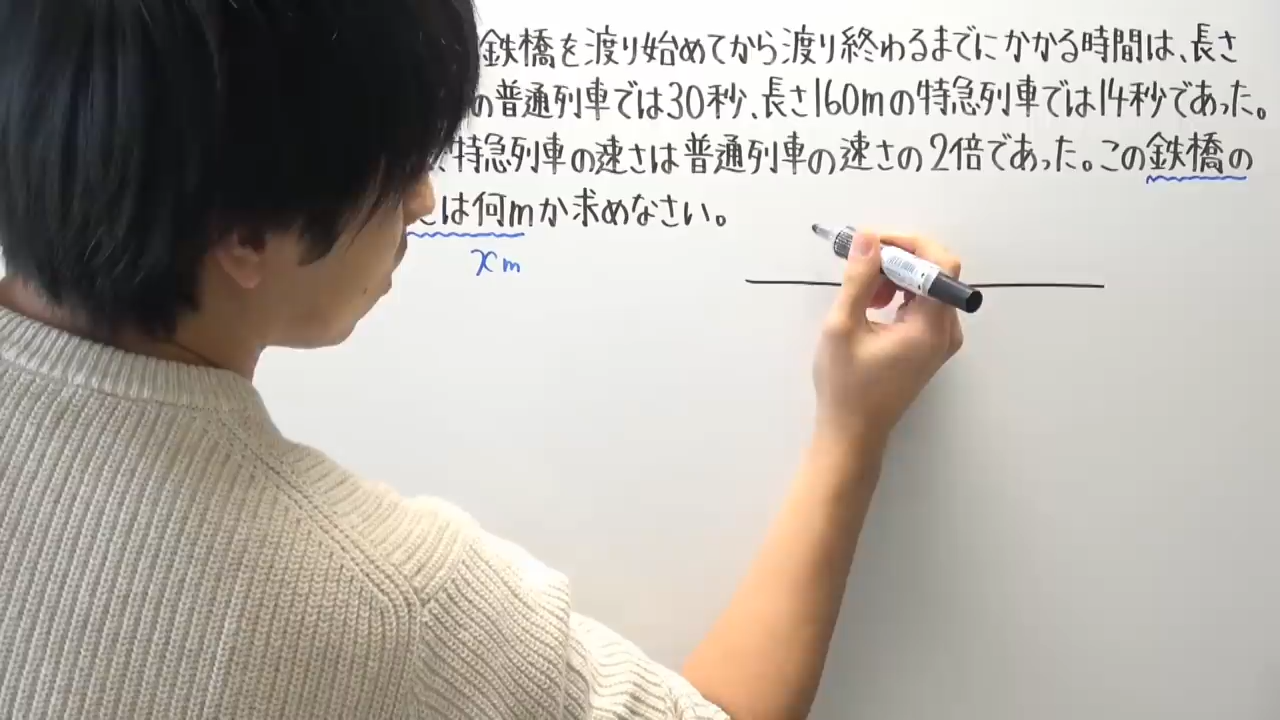 鉄橋を渡り始めてから渡り終わるまでにかかる時間は、長さ
の普通列車では30秒、長さ160mの特急列車では14秒であった。
特急列車の速さは普通列車の速さの2倍であった。この鉄橋の
は何mか求めなさい。
xm